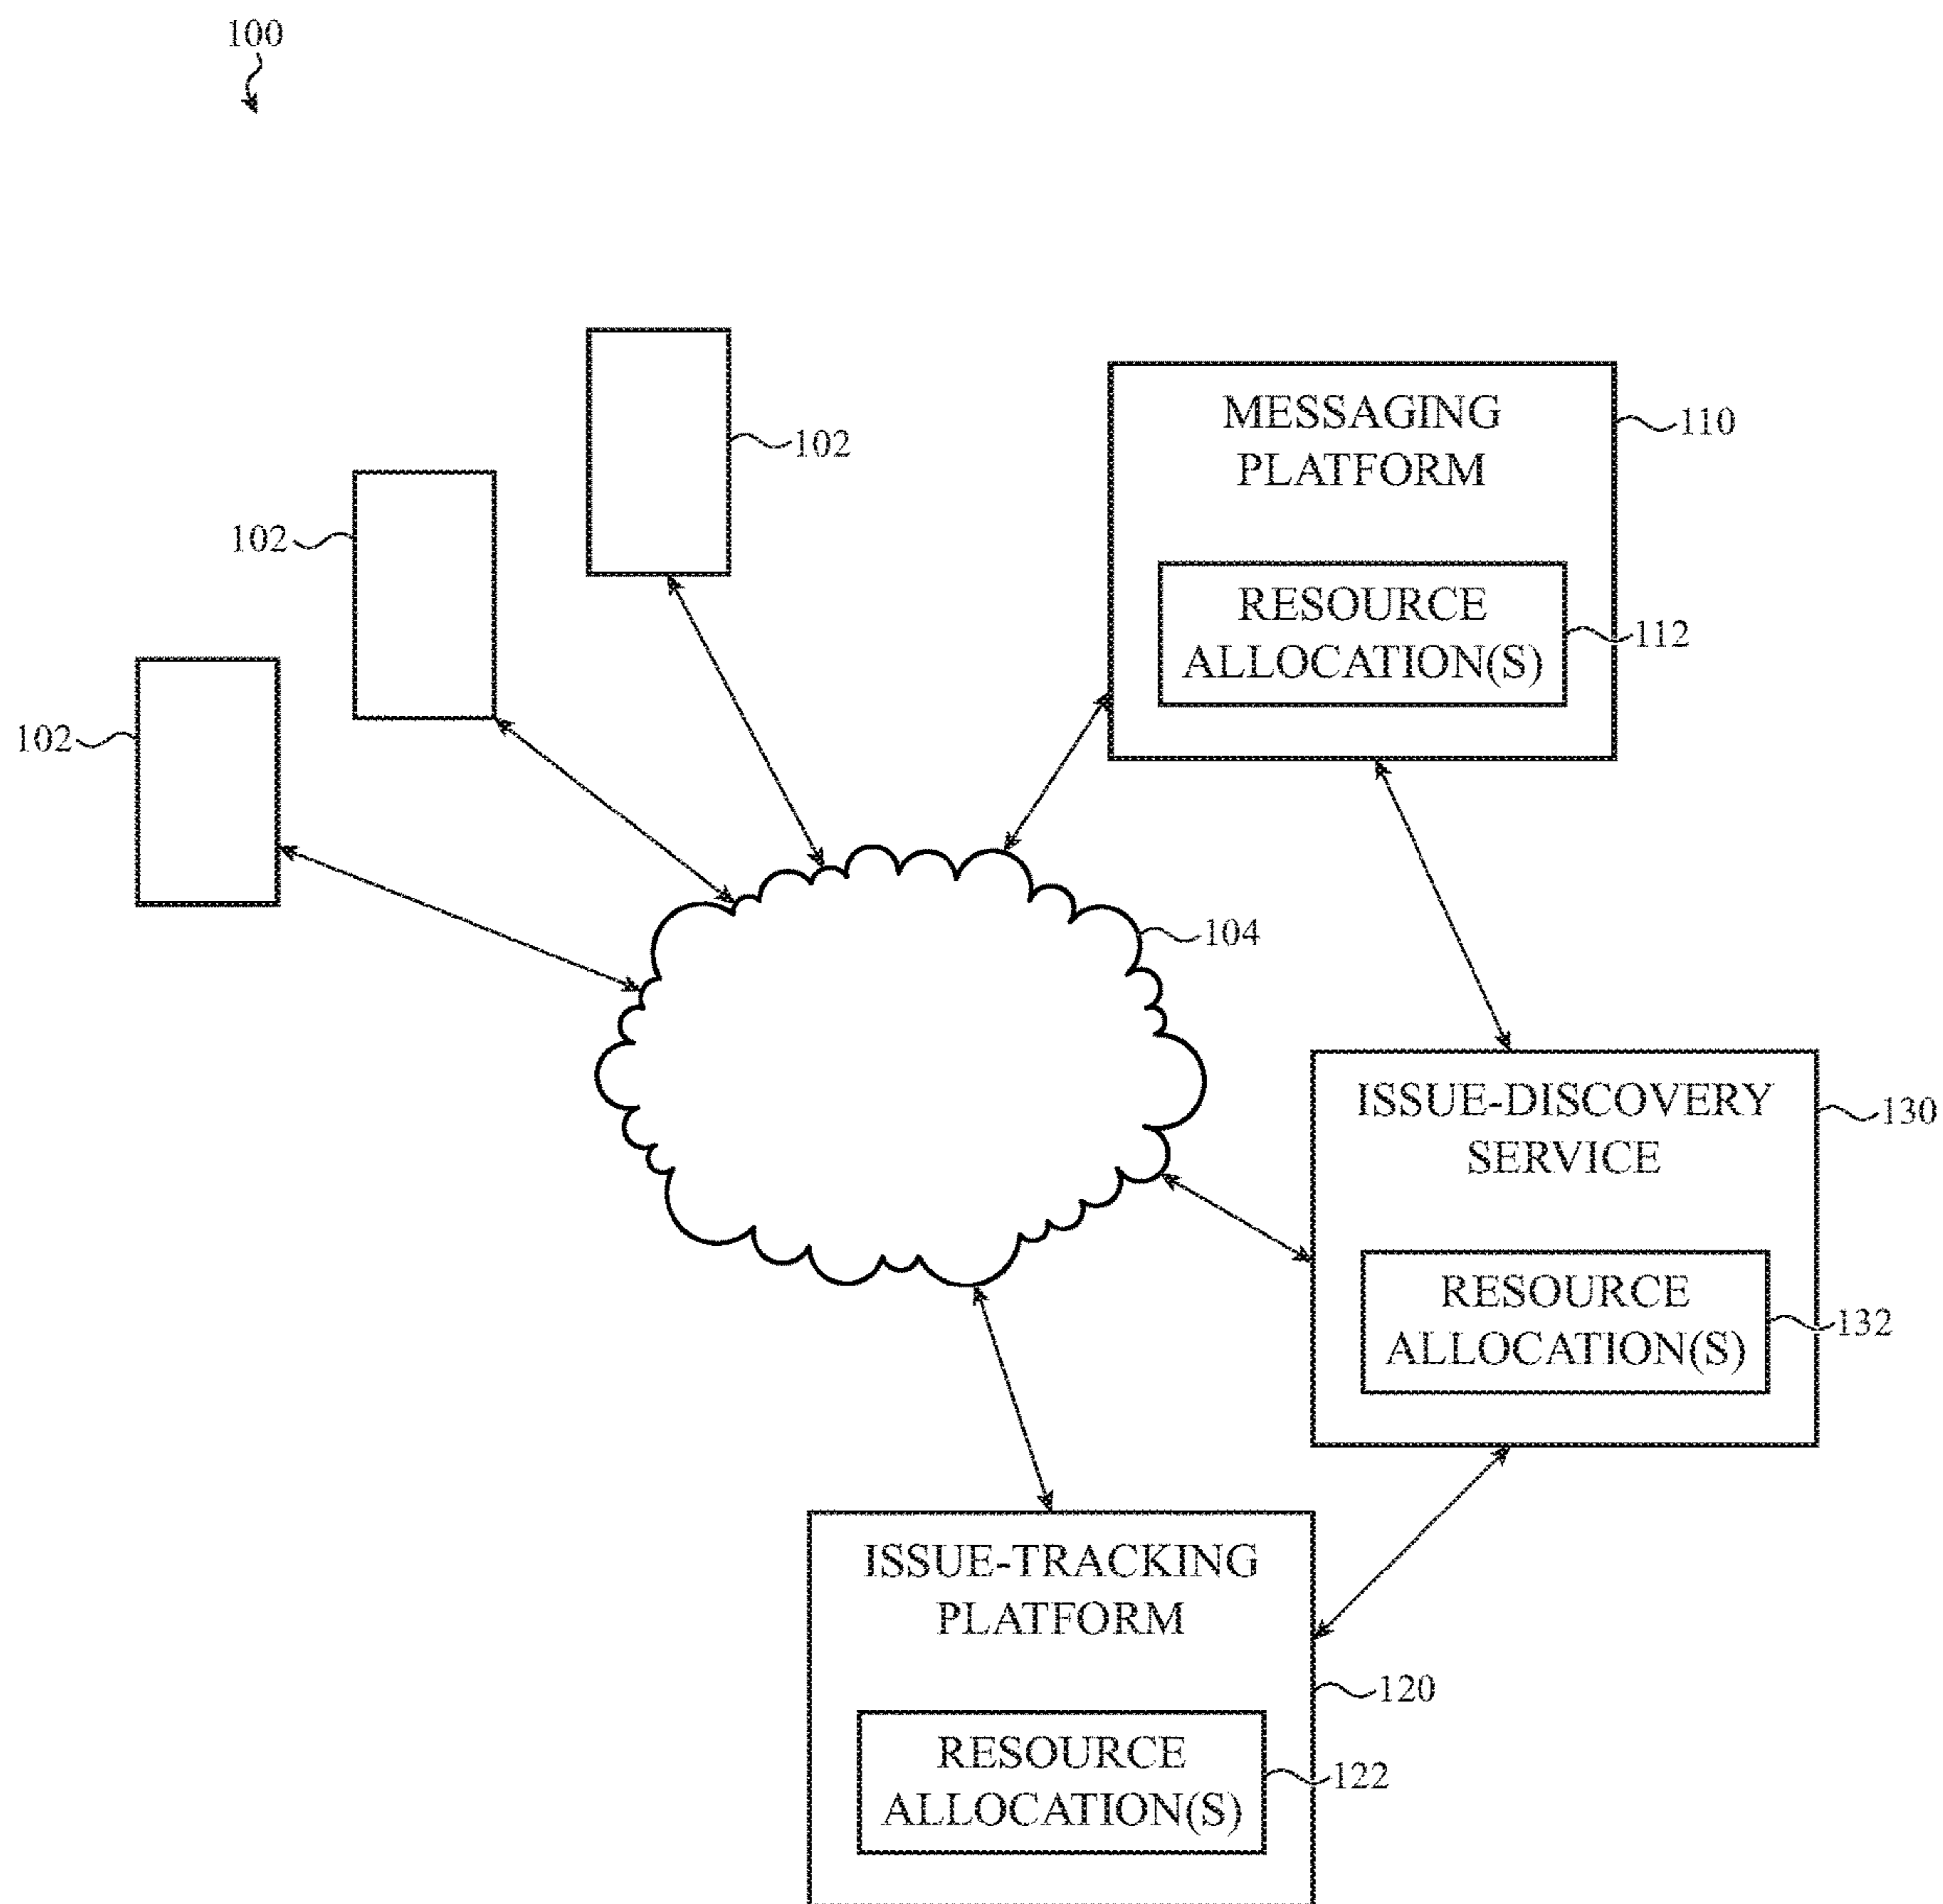 100
102
102
102
MESSAGING
PLATFORM
110
RESOURCE
ALLOCATION(S)
112
104
ISSUE-DISCOVERY
SERVICE
130
RESOURCE
ALLOCATION(S)
132
ISSUE-TRACKING
PLATFORM
120
RESOURCE
ALLOCATION(S)
122